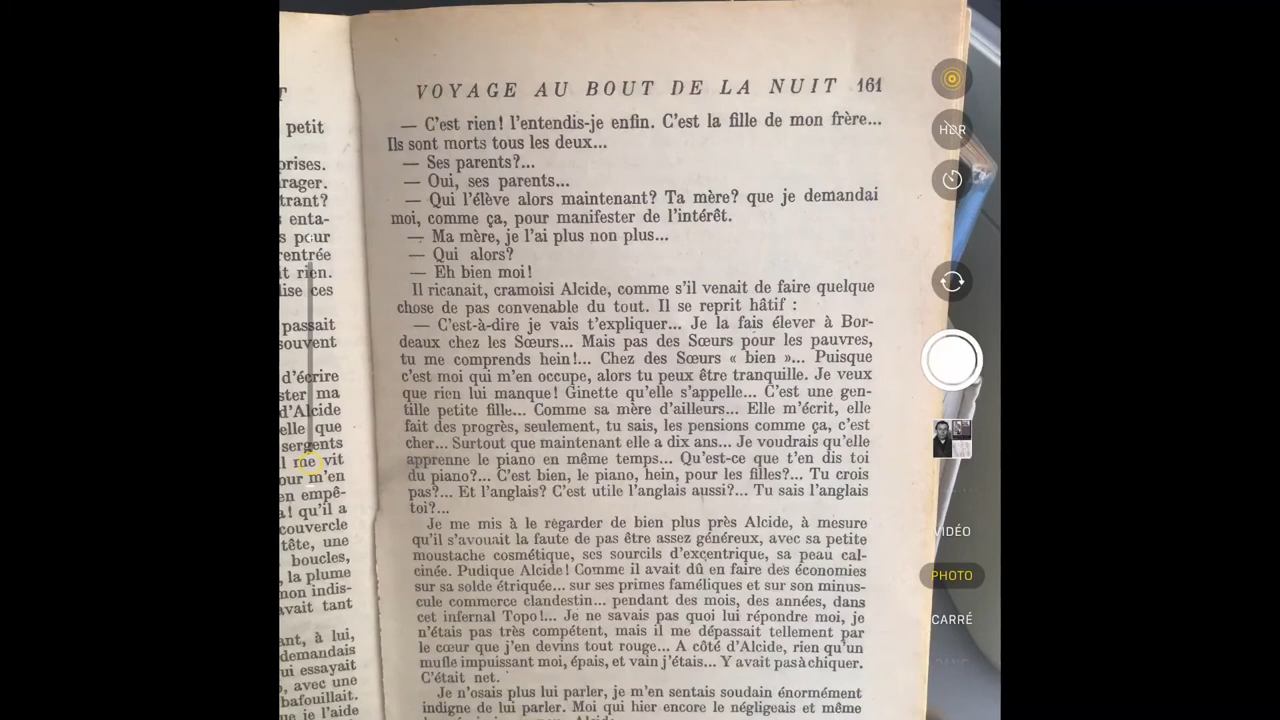 T
petit
prises.
rager.
trant?
enta-
s pour
rentrée
t rien.
lise ces
passait
souvent
d'écrire
ster ma
d'Alcide
elle que
sergents
l me vit
our m'en
en empê-
a! qu'il a
couvercle
tête, une
boucles,
, la plume
non indis-
avait tant
ant, à lui,
demandais
ui essayait
, avec une
bafouillait.
ue je l'aide
VOYAGE AU BOUT DE LA NUIT 161
— C'est rien! l'entendis-je enfin. C'est la fille de mon frère...
Ils sont morts tous les deux...
— Ses parents?...
— Oui, ses parents...
— Qui l'élève alors maintenant? Ta mère? que je demandai
moi, comme ça, pour manifester de l'intérêt.
— Ma mère, je l'ai plus non plus...
— Qui alors?
— Eh bien moi!
Il ricanait, cramoisi Alcide, comme s'il venait de faire quelque
chose de pas convenable du tout. Il se reprit hâtif :
— C'est-à-dire je vais t'expliquer... Je la fais élever à Bor-
deaux chez les Sœurs... Mais pas des Sœurs pour les pauvres,
tu me comprends hein!... Chez des Sœurs « bien »... Puisque
c'est moi qui m'en occupe, alors tu peux être tranquille. Je veux
que rien lui manque! Ginette qu'elle s'appelle... C'est une gen-
tille petite fille... Comme sa mère d'ailleurs... Elle m'écrit, elle
fait des progrès, seulement, tu sais, les pensions comme ça, c'est
cher... Surtout que maintenant elle a dix ans... Je voudrais qu'elle
apprenne le piano en même temps... Qu'est-ce que t'en dis toi
du piano?... C'est bien, le piano, hein, pour les filles?... Tu crois
pas?... Et l'anglais? C'est utile l'anglais aussi?... Tu sais l'anglais
toi?...
Je me mis à le regarder de bien plus près Alcide, à mesure
qu'il s'avouait la faute de pas être assez généreux, avec sa petite
moustache cosmétique, ses sourcils d'excentrique, sa peau cal-
cinée. Pudique Alcide! Comme il avait dû en faire des économies
sur sa solde étriquée... sur ses primes faméliques et sur son minus-
cule commerce clandestin... pendant des mois, des années, dans
cet infernal Topo!... Je ne savais pas quoi lui répondre moi, je
n'étais pas très compétent, mais il me dépassait tellement par
le cœur que j'en devins tout rouge... A côté d'Alcide, rien qu'un
mufle impuissant moi, épais, et vain j'étais... Y avait pas à chiquer.
C'était net.
Je n'osais plus lui parler, je m'en sentais soudain énormément
indigne de lui parler. Moi qui hier encore le négligeais et même
HDR
VIDÉO
PHOTO
CARRÉ